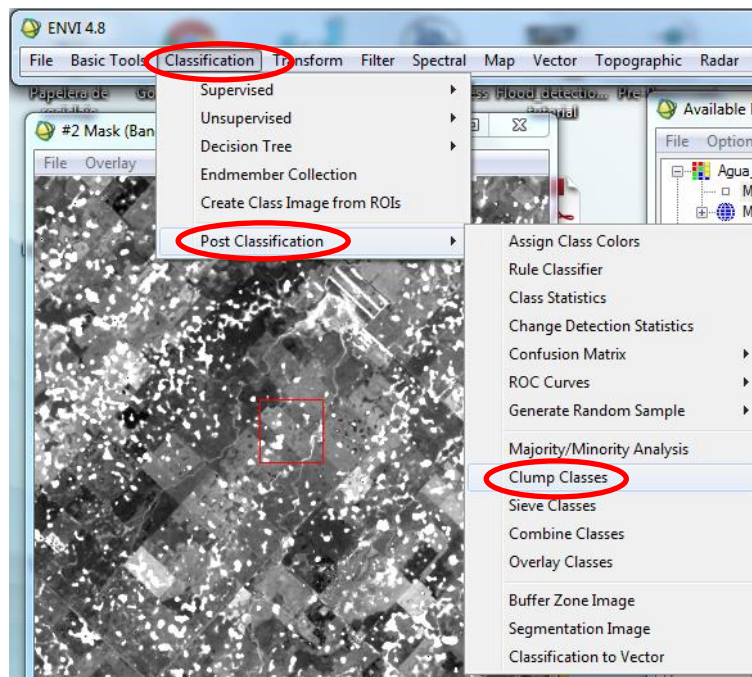 ENVI 4.8
File Basic Tools Classification Transform Filter Spectral Map Vector Topographic Radar
Papelera de
#2 Mask (Ban
File Overlay
Supervised
Unsupervised
Decision Tree
Endmember Collection
Create Class Image from ROIs
Post Classification
Available
File Option
Agua_
M
M
Assign Class Colors
Rule Classifier
Class Statistics
Change Detection Statistics
Confusion Matrix
ROC Curves
Generate Random Sample
Majority/Minority Analysis
Clump Classes
Sieve Classes
Combine Classes
Overlay Classes
Buffer Zone Image
Segmentation Image
Classification to Vector